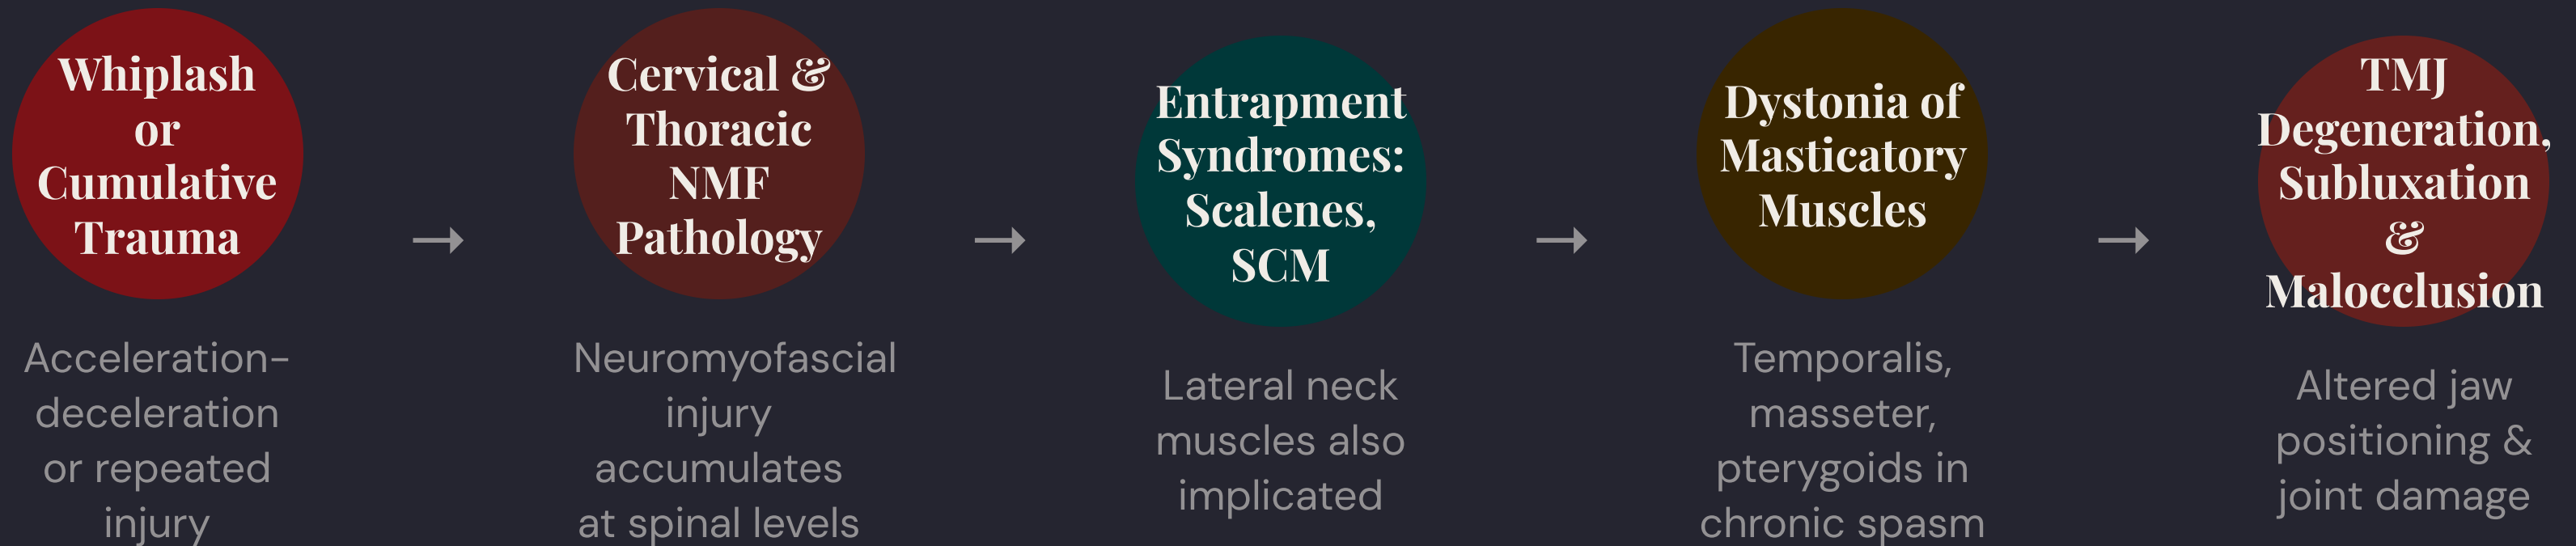 Whiplash
or
Cumulative
Trauma
Acceleration-
deceleration
or repeated
injury
→
Cervical &
Thoracic
NMF
Pathology
Neuromyofascial
injury
accumulates
at spinal levels
→
Entrapment
Syndromes:
Scalenes,
SCM
Lateral neck
muscles also
implicated
→
Dystonia of
Masticatory
Muscles
Temporalis,
masseter,
pterygoids in
chronic spasm
→
TMJ
Degeneration,
Subluxation
&
Malocclusion
Altered jaw
positioning &
joint damage